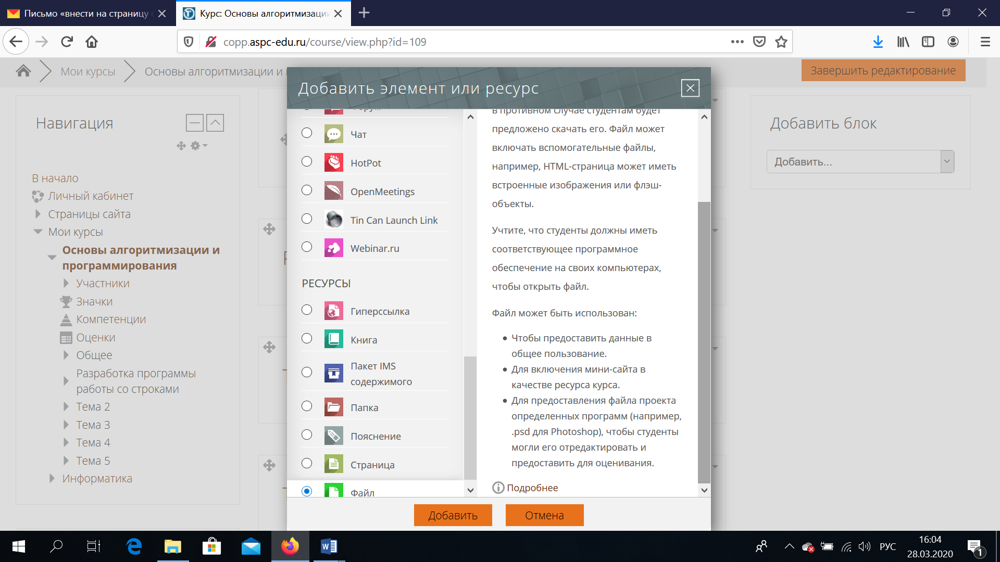 Письмо «внести на страницу
Курс: Основы алгоритмизации
copp.aspc-edu.ru/course/view.php?id=109
Мои курсы
Основы алгоритмизации и
Завершить редактирование
Навигация
В начало
Личный кабинет
Страницы сайта
Мои курсы
Основы алгоритмизации и
программирования
Участники
Значки
Компетенции
Оценки
Общее
Разработка программы
работы со строками
Тема 2
Тема 3
Тема 4
Тема 5
Информатика
Добавить элемент или ресурс
Чат
HotPot
OpenMeetings
Tin Can Launch Link
Webinar.ru
РЕСУРСЫ
Гиперссылка
Книга
Пакет IMS
содержимого
Папка
Пояснение
Страница
Файл
в противном случае студентам будет
предложено скачать его. Файл может
включать вспомогательные файлы,
например, HTML-страница может иметь
встроенные изображения или флэш-
объекты.
Учтите, что студенты должны иметь
соответствующее программное
обеспечение на своих компьютерах,
чтобы открыть файл.
Файл может быть использован:
• Чтобы предоставить данные в
общее пользование.
• Для включения мини-сайта в
качестве ресурса курса.
• Для предоставления файла проекта
определенных программ (например,
.psd для Photoshop), чтобы студенты
могли его отредактировать и
предоставить для оценивания.
Подробнее
Добавить
Отмена
Добавить блок
Добавить...
РУС
16:04
28.03.2020
1